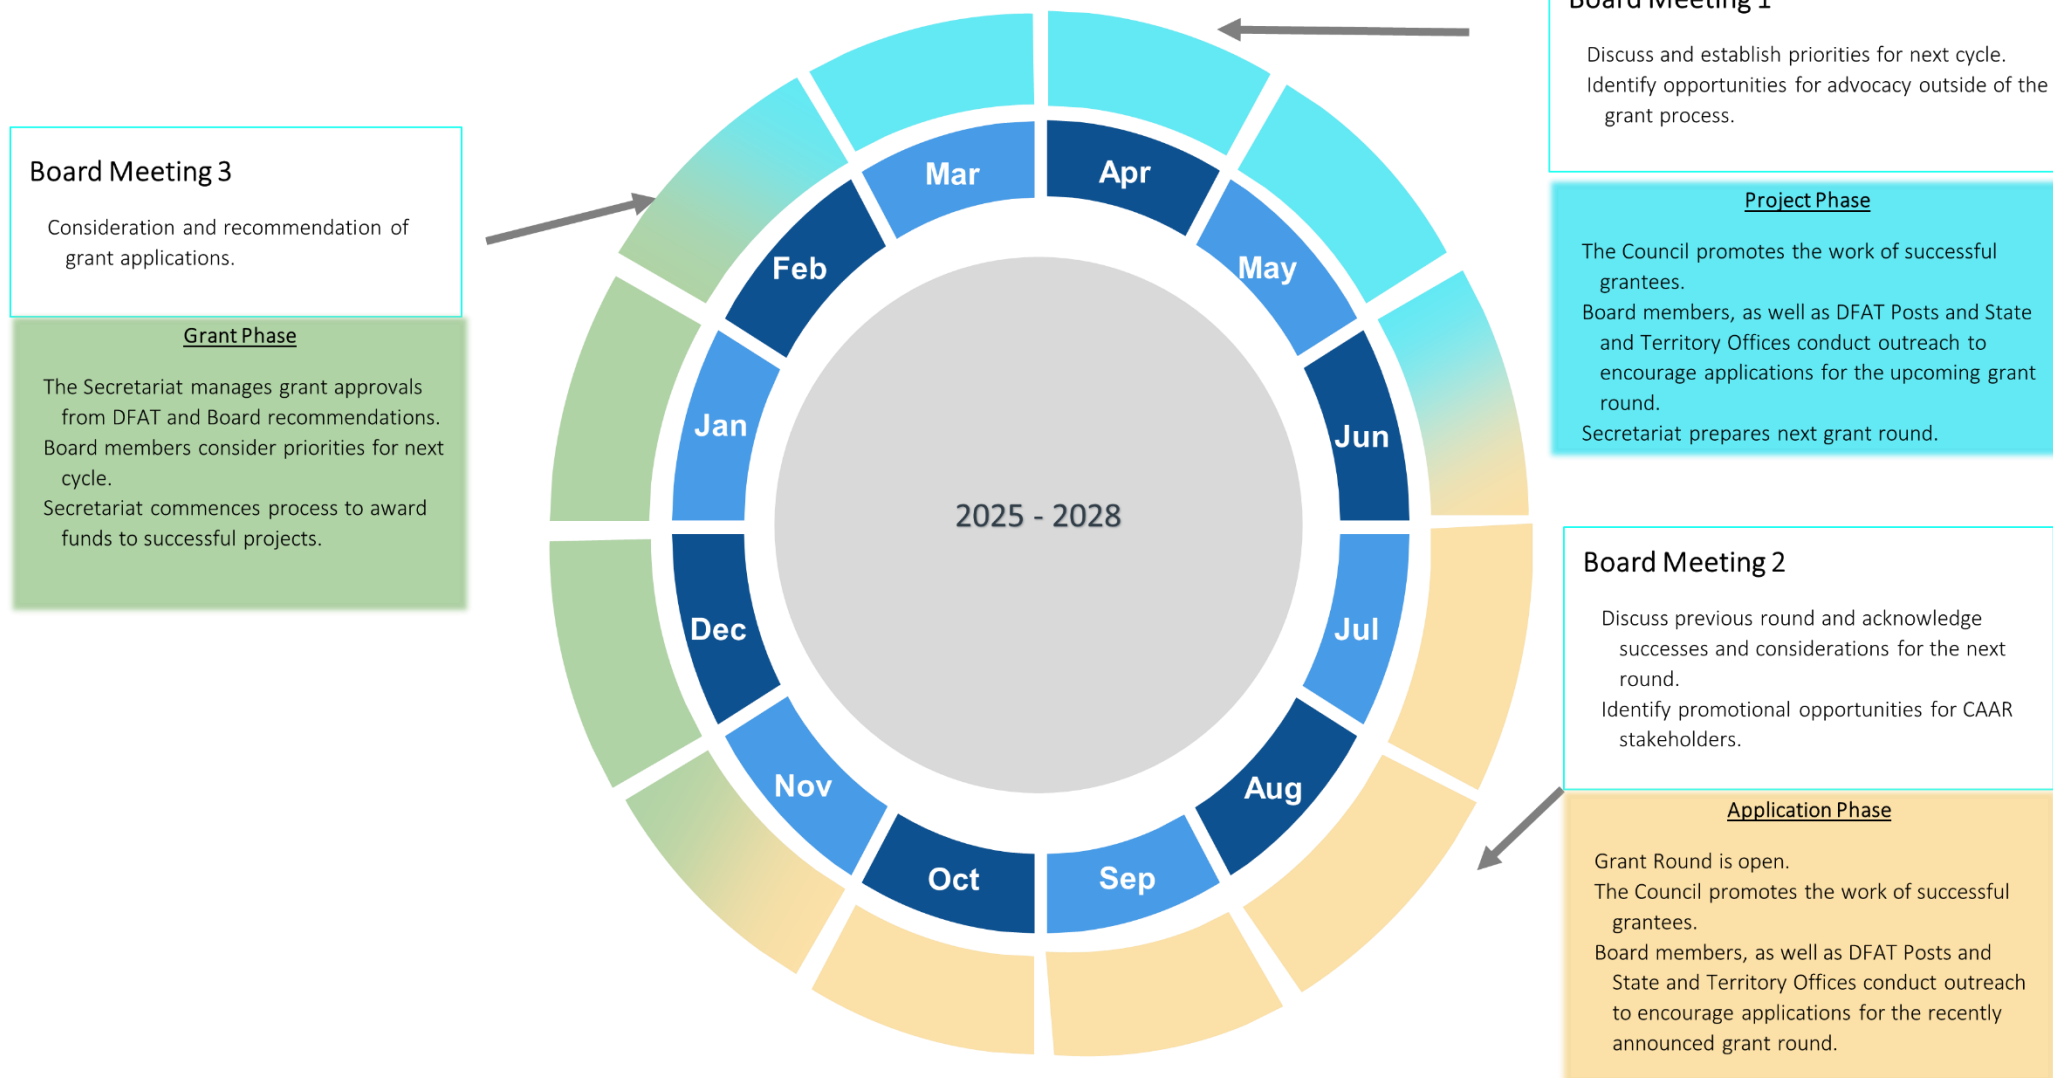 Board Meeting 1
Discuss and establish priorities for next cycle.
Identify opportunities for advocacy outside of the
grant process.
Project Phase
The Council promotes the work of successful
grantees.
Board members, as well as DFAT Posts and State
and Territory Offices conduct outreach to
encourage applications for the upcoming grant
round.
Secretariat prepares next grant round.
Board Meeting 2
Discuss previous round and acknowledge
successes and considerations for the next
round.
Identify promotional opportunities for CAAR
stakeholders.
Application Phase
Grant Round is open.
The Council promotes the work of successful
grantees.
Board members, as well as DFAT Posts and
State and Territory Offices conduct outreach
to encourage applications for the recently
announced grant round.
Board Meeting 3
Consideration and recommendation of
grant applications.
Grant Phase
The Secretariat manages grant approvals
from DFAT and Board recommendations.
Board members consider priorities for next
cycle.
Secretariat commences process to award
funds to successful projects.
Jan
Feb
Mar
Apr
May
Jun
Jul
Aug
Sep
Oct
Nov
Dec
2025 - 2028